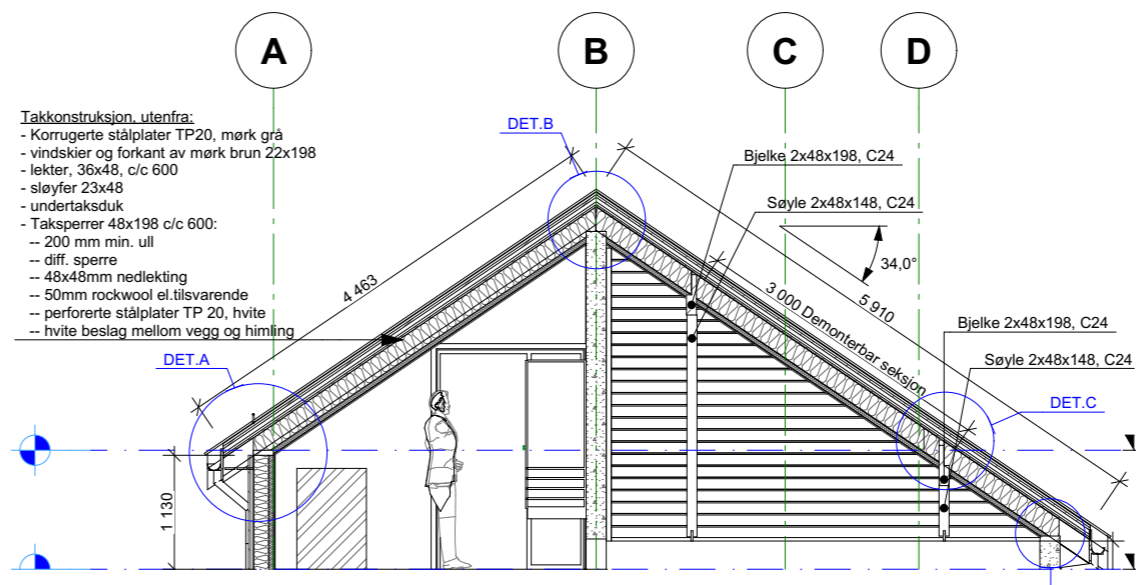 A
B
C
D
Takkonstruksjon, utenfra:
- Korrugerte stålplater TP20, mørk grå
- vindskier og forkant av mørk brun 22x198
- lekter, 36x48, c/c 600
- sløyfer 23x48
- undertaksduk
- Taksperrer 48x198 c/c 600:
-- 200 mm min. ull
-- diff. sperre
-- 48x48mm nedlekting
-- 50mm rockwool el.tilsvarende
-- perforerte stålplater TP 20, hvite
-- hvite beslag mellom vegg og himling
DET.B
Bjelke 2x48x198, C24
Søyle 2x48x148, C24
34,0°
4 463
5 910
3 000 Demonterbar seksjon
Bjelke 2x48x198, C24
Søyle 2x48x148, C24
DET.A
DET.C
1 130